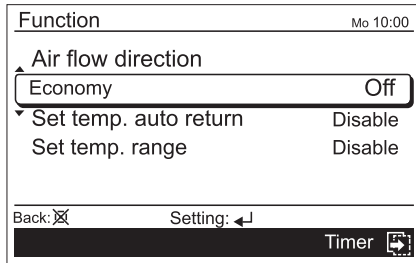 Function Mo 10:00
Air flow direction
Economy Off
Set temp. auto return Disable
Set temp. range Disable
Back: Setting:
Timer